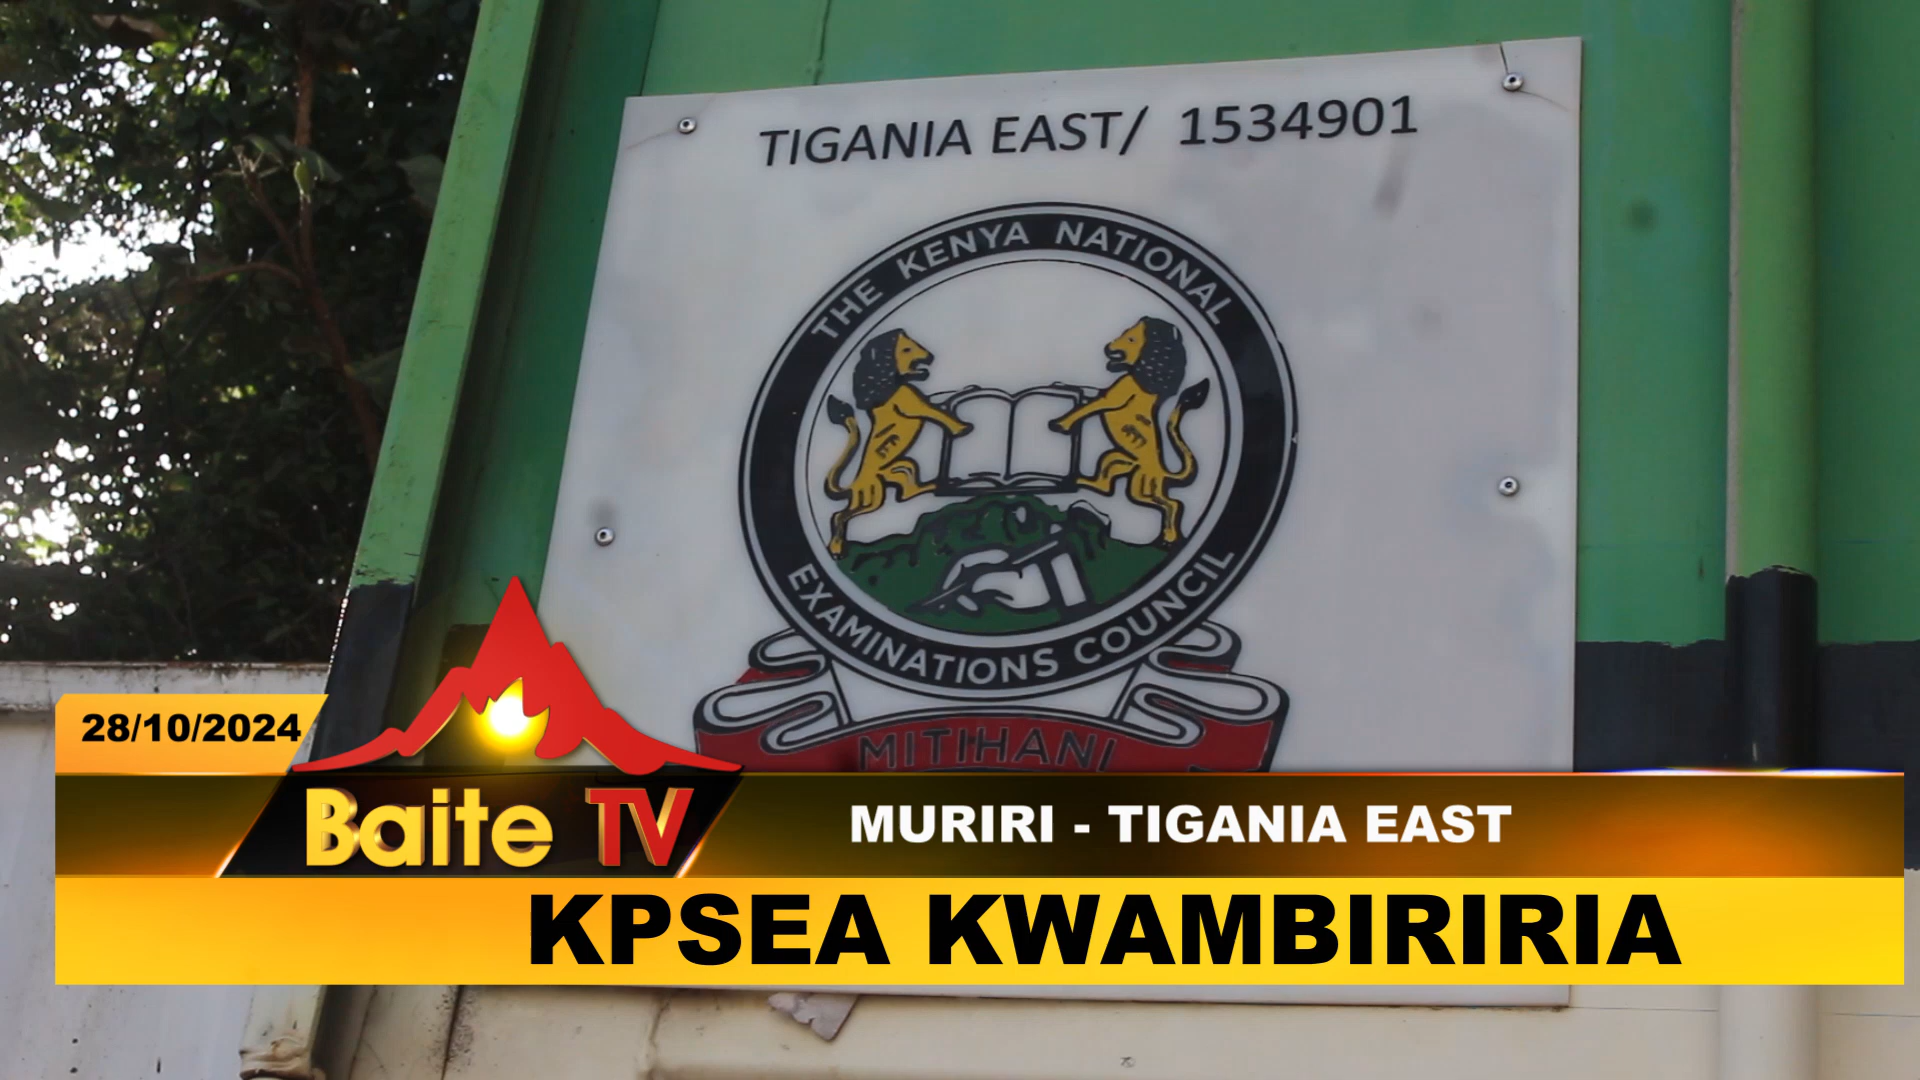 TIGANIA EAST/ 1534901
THE KENYA NATIONAL
EXAMINATIONS COUNCIL
MITIHANI
28/10/2024
Baite TV
MURIRI - TIGANIA EAST
KPSEA KWAMBIRIRIA